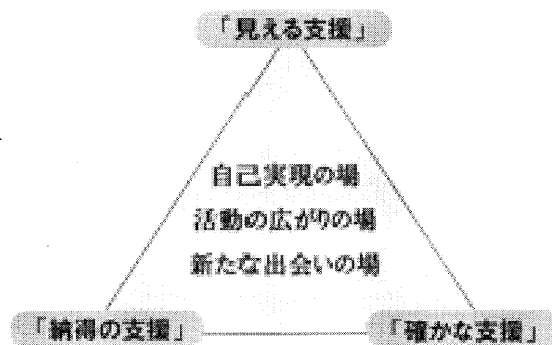 「見える支援」
自己実現の場
活動の広がりの場
新たな出会いの場
「納得の支援」
「確かな支援」